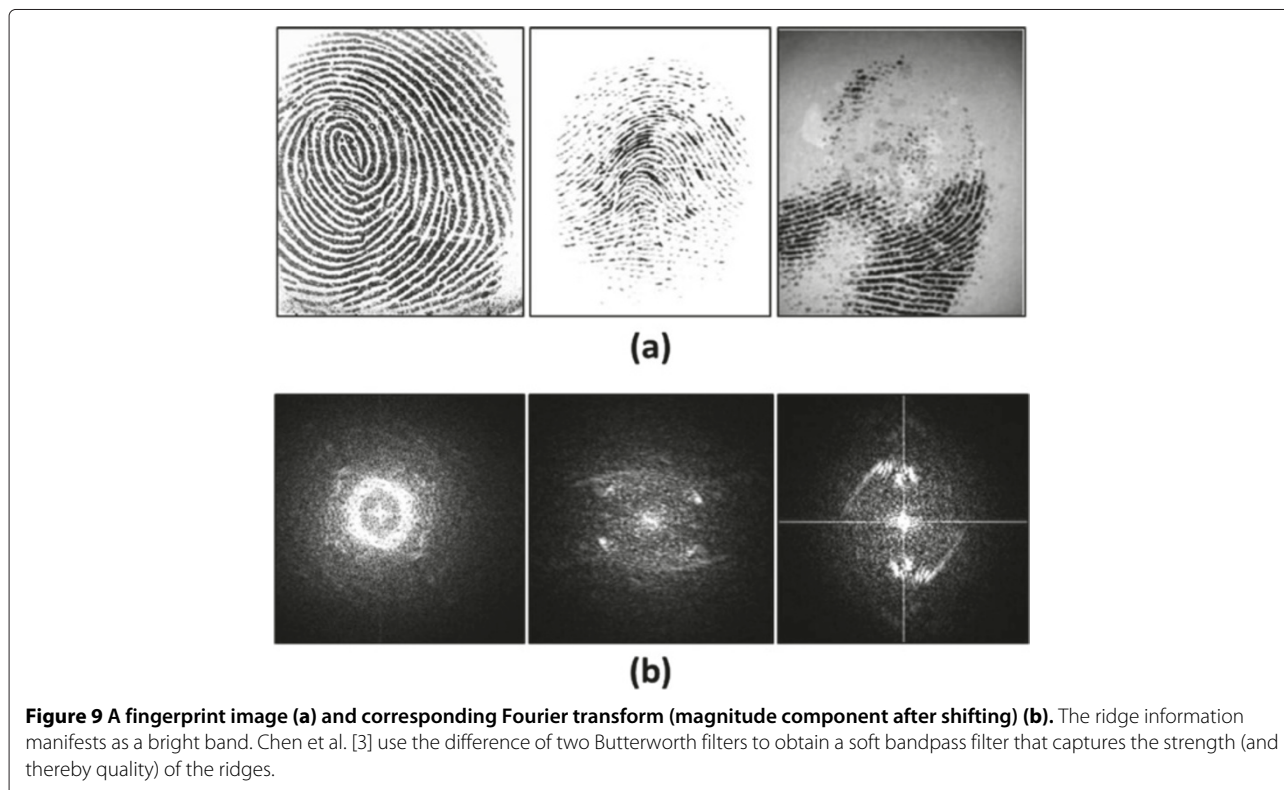 (a)
(b)
Figure 9 A fingerprint image (a) and corresponding Fourier transform (magnitude component after shifting) (b). The ridge information
manifests as a bright band. Chen et al. [3] use the difference of two Butterworth filters to obtain a soft bandpass filter that captures the strength (and
thereby quality) of the ridges.